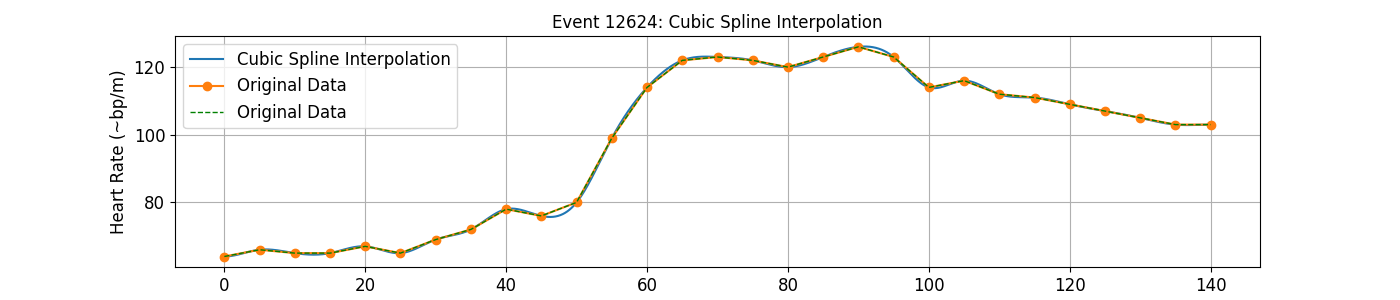 Event 12624: Cubic Spline Interpolation
Cubic Spline Interpolation
Original Data
Original Data
Heart Rate (~bp/m)
120
100
80
0 20 40 60 80 100 120 140